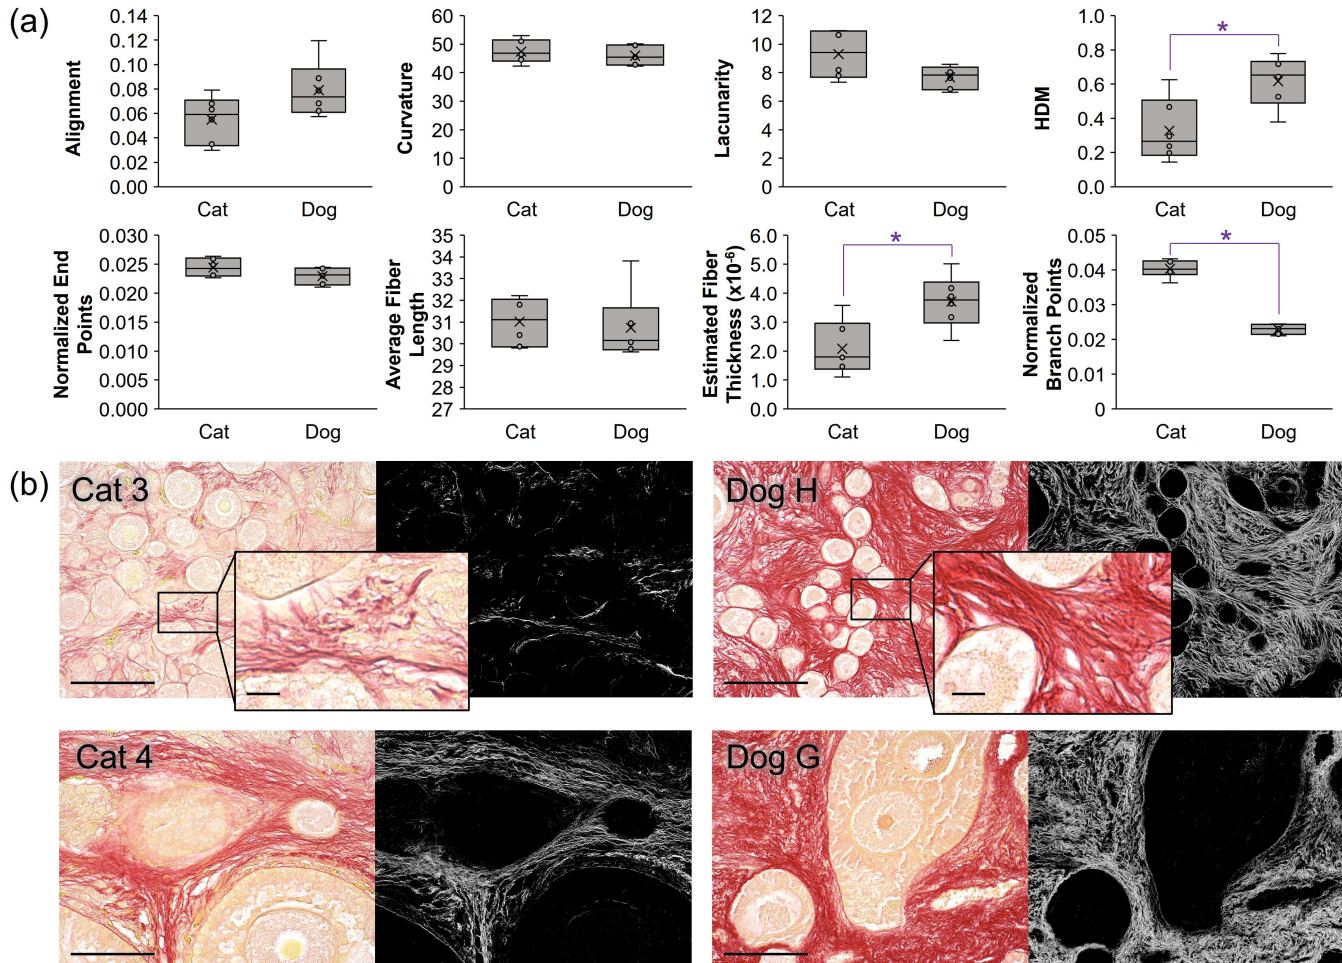 (a)
Alignment
0.14
0.12
0.10
0.08
0.06
0.04
0.02
0.00
Cat Dog
Curvature
60
50
40
30
20
10
0
Cat Dog
Lacunarity
12
10
8
6
4
2
0
Cat Dog
HDM
1.0
0.8
0.6
0.4
0.2
0.0
*
Cat Dog
Normalized End
Points
0.030
0.025
0.020
0.015
0.010
0.005
0.000
Cat Dog
Average Fiber
Length
35
34
33
32
31
30
29
28
27
Cat Dog
Estimated Fiber
Thickness (x10⁻⁶)
6.0
5.0
4.0
3.0
2.0
1.0
0.0
*
Cat Dog
Normalized
Branch Points
0.05
0.04
0.03
0.02
0.01
0
*
Cat Dog
(b)
Cat 3
Dog H
Cat 4
Dog G